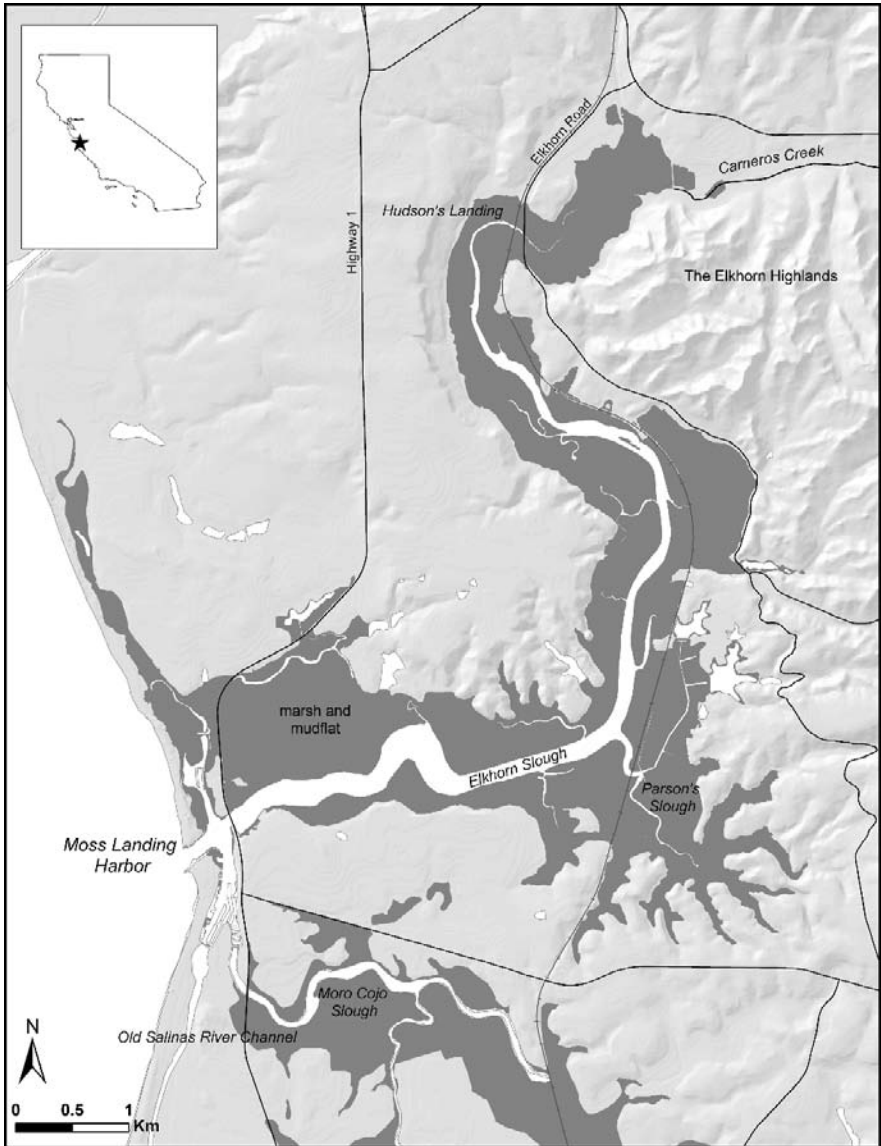 Elkhorn Road
Carneros Creek
Hudson's Landing
Highway 1
The Elkhorn Highlands
marsh and
mudflat
Elkhorn Slough
Parson's
Slough
Moss Landing
Harbor
Moro Cojo
Slough
Old Salinas River Channel
N
0 0.5 1
Km